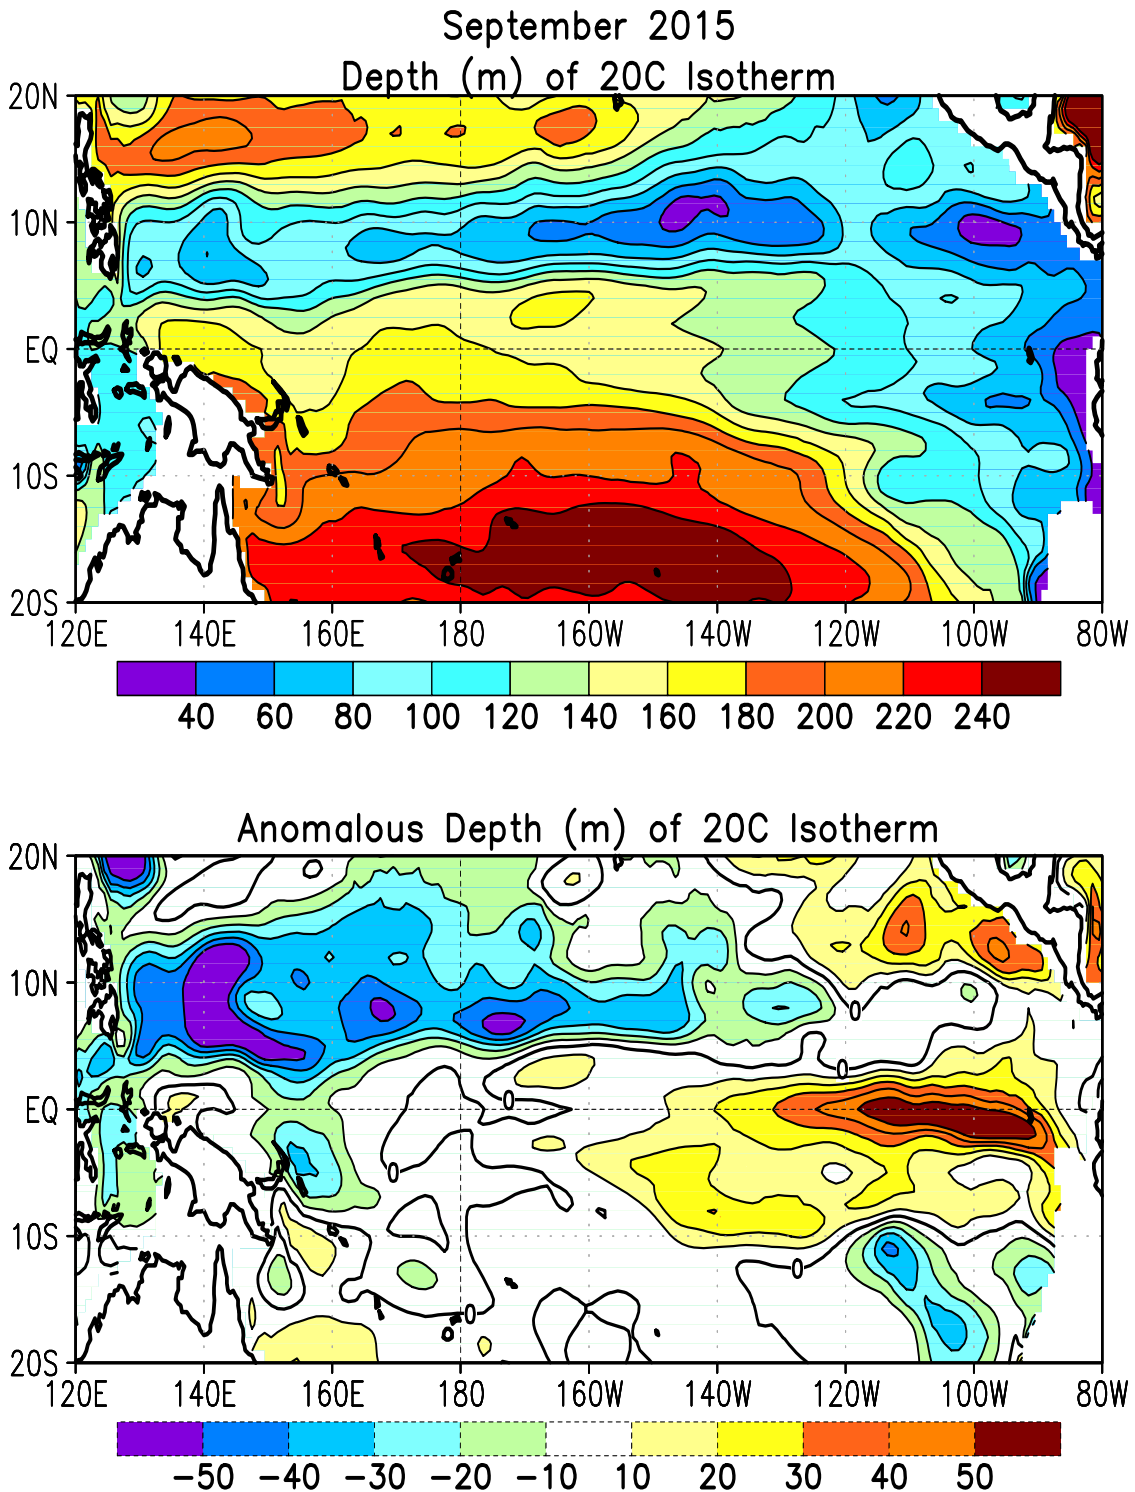 September 2015
Depth (m) of 20C Isotherm
20N
10N
EQ
10S
20S
120E 140E 160E 180 160W 140W 120W 100W 80W
40 60 80 100 120 140 160 180 200 220 240
Anomalous Depth (m) of 20C Isotherm
20N
10N
0
0
0
EQ
0
10S
0
0
20S
120E 140E 160E 180 160W 140W 120W 100W 80W
-50 -40 -30 -20 -10 10 20 30 40 50